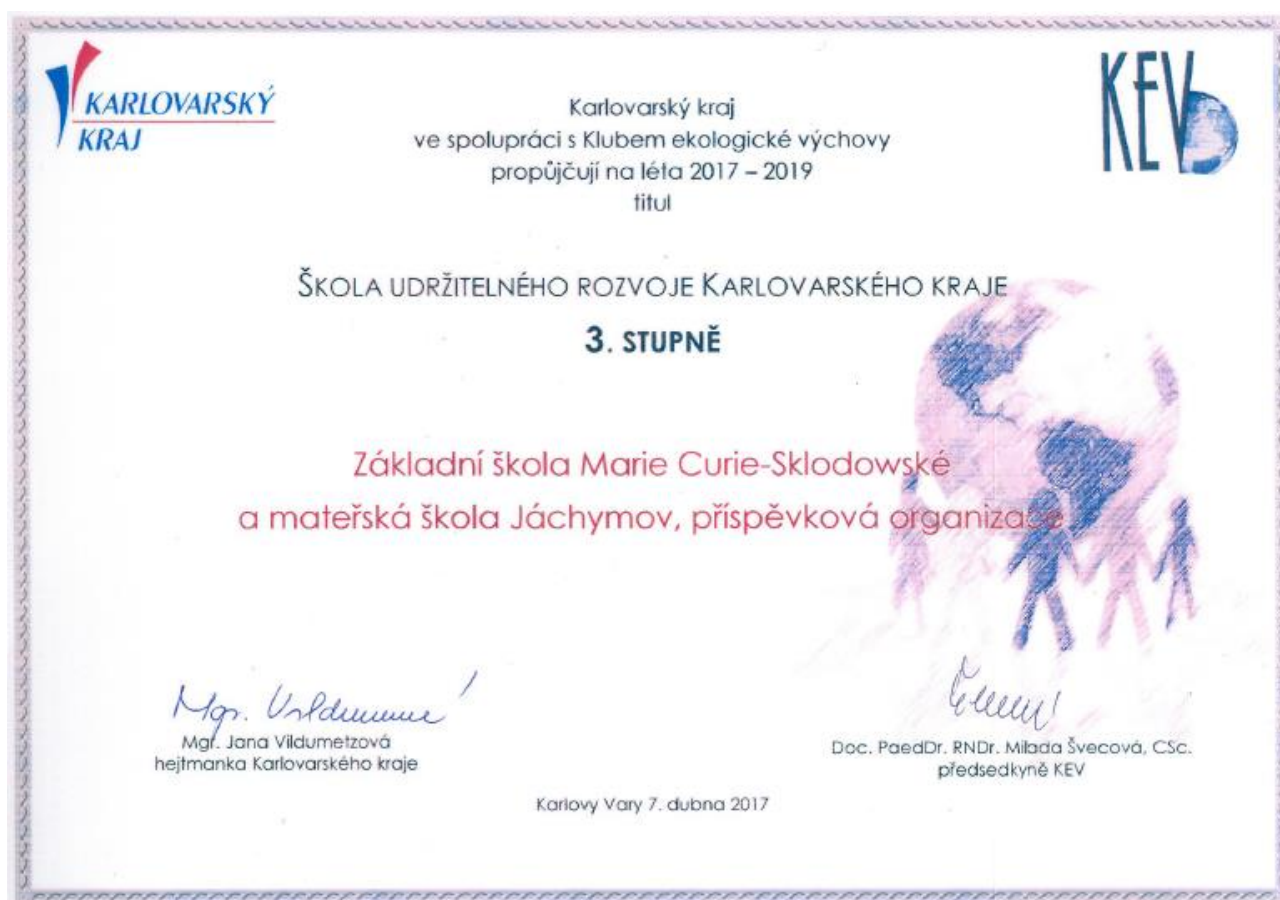 KARLOVARSKÝ
KRAJ
KEV
Karlovarský kraj
ve spolupráci s Klubem ekologické výchovy
propůjčují na léta 2017 – 2019
titul
ŠKOLA UDRŽITELNÉHO ROZVOJE KARLOVARSKÉHO KRAJE
3. STUPNĚ
Základní škola Marie Curie-Sklodowské
a mateřská škola Jáchymov, příspěvková organizace
Mgr. Jana Vildumetzová
hejtmanka Karlovarského kraje
Doc. PaedDr. RNDr. Milada Švecová, CSc.
předsedkyně KEV
Karlovy Vary 7. dubna 2017